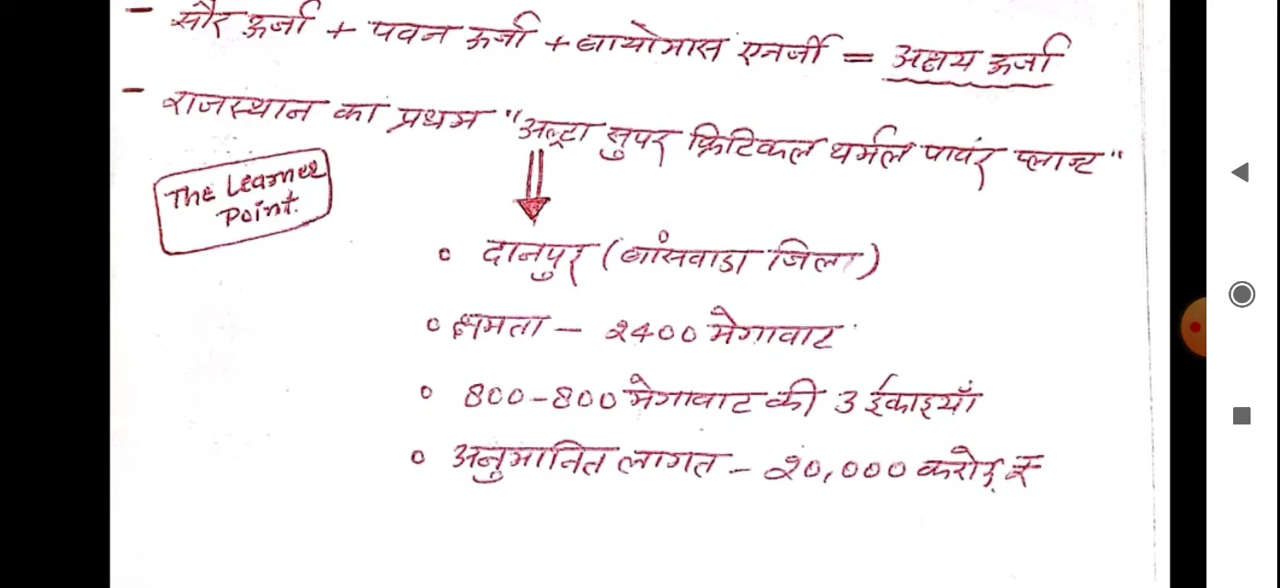 - सौर ऊर्जा + पवन ऊर्जा + बायोमास एनर्जी = अक्षय ऊर्जा
- राजस्थान का प्रथम "अल्ट्रा सुपर क्रिटिकल थर्मल पावर प्लान्ट"
The Learner
Point.
○ दानपुर (बांसवाडा जिला)
○ क्षमता - 2400 मेगावाट
○ 800-800 मेगावाट की 3 ईकाइयाँ
○ अनुमानित लागत - 20,000 करोड़ ₹